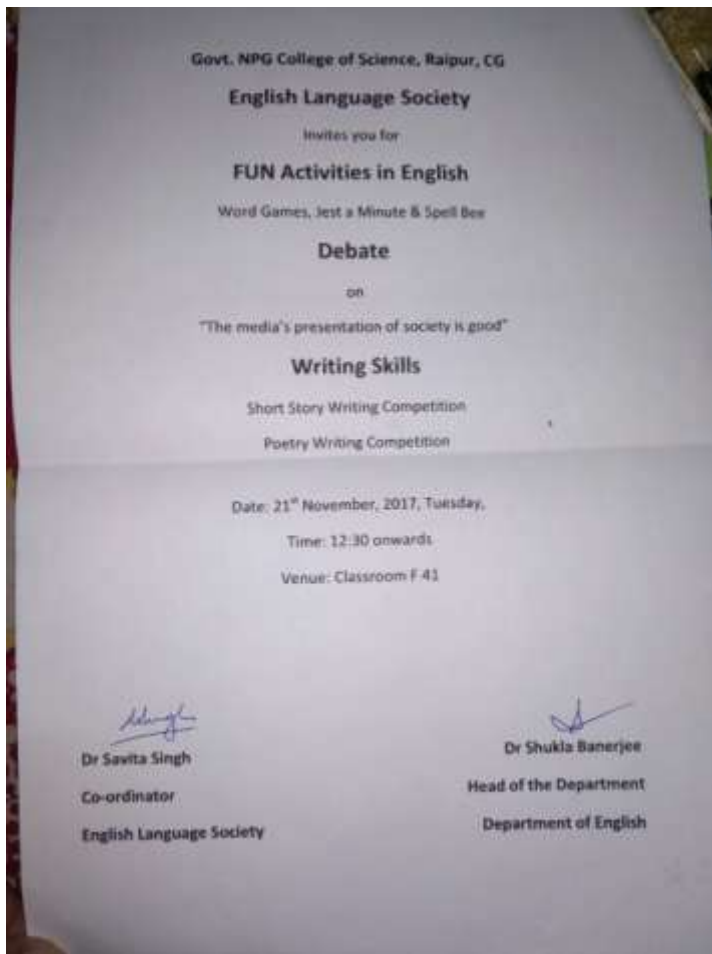 Govt. NPG College of Science, Raipur, CG
English Language Society
Invites you for
FUN Activities in English
Word Games, Jest a Minute & Spell Bee
Debate
on
"The media's presentation of society is good"
Writing Skills
Short Story Writing Competition
Poetry Writing Competition
Date: 21st November, 2017, Tuesday,
Time: 12:30 onwards
Venue: Classroom F 41
Dr Savita Singh
Co-ordinator
English Language Society
Dr Shukla Banerjee
Head of the Department
Department of English